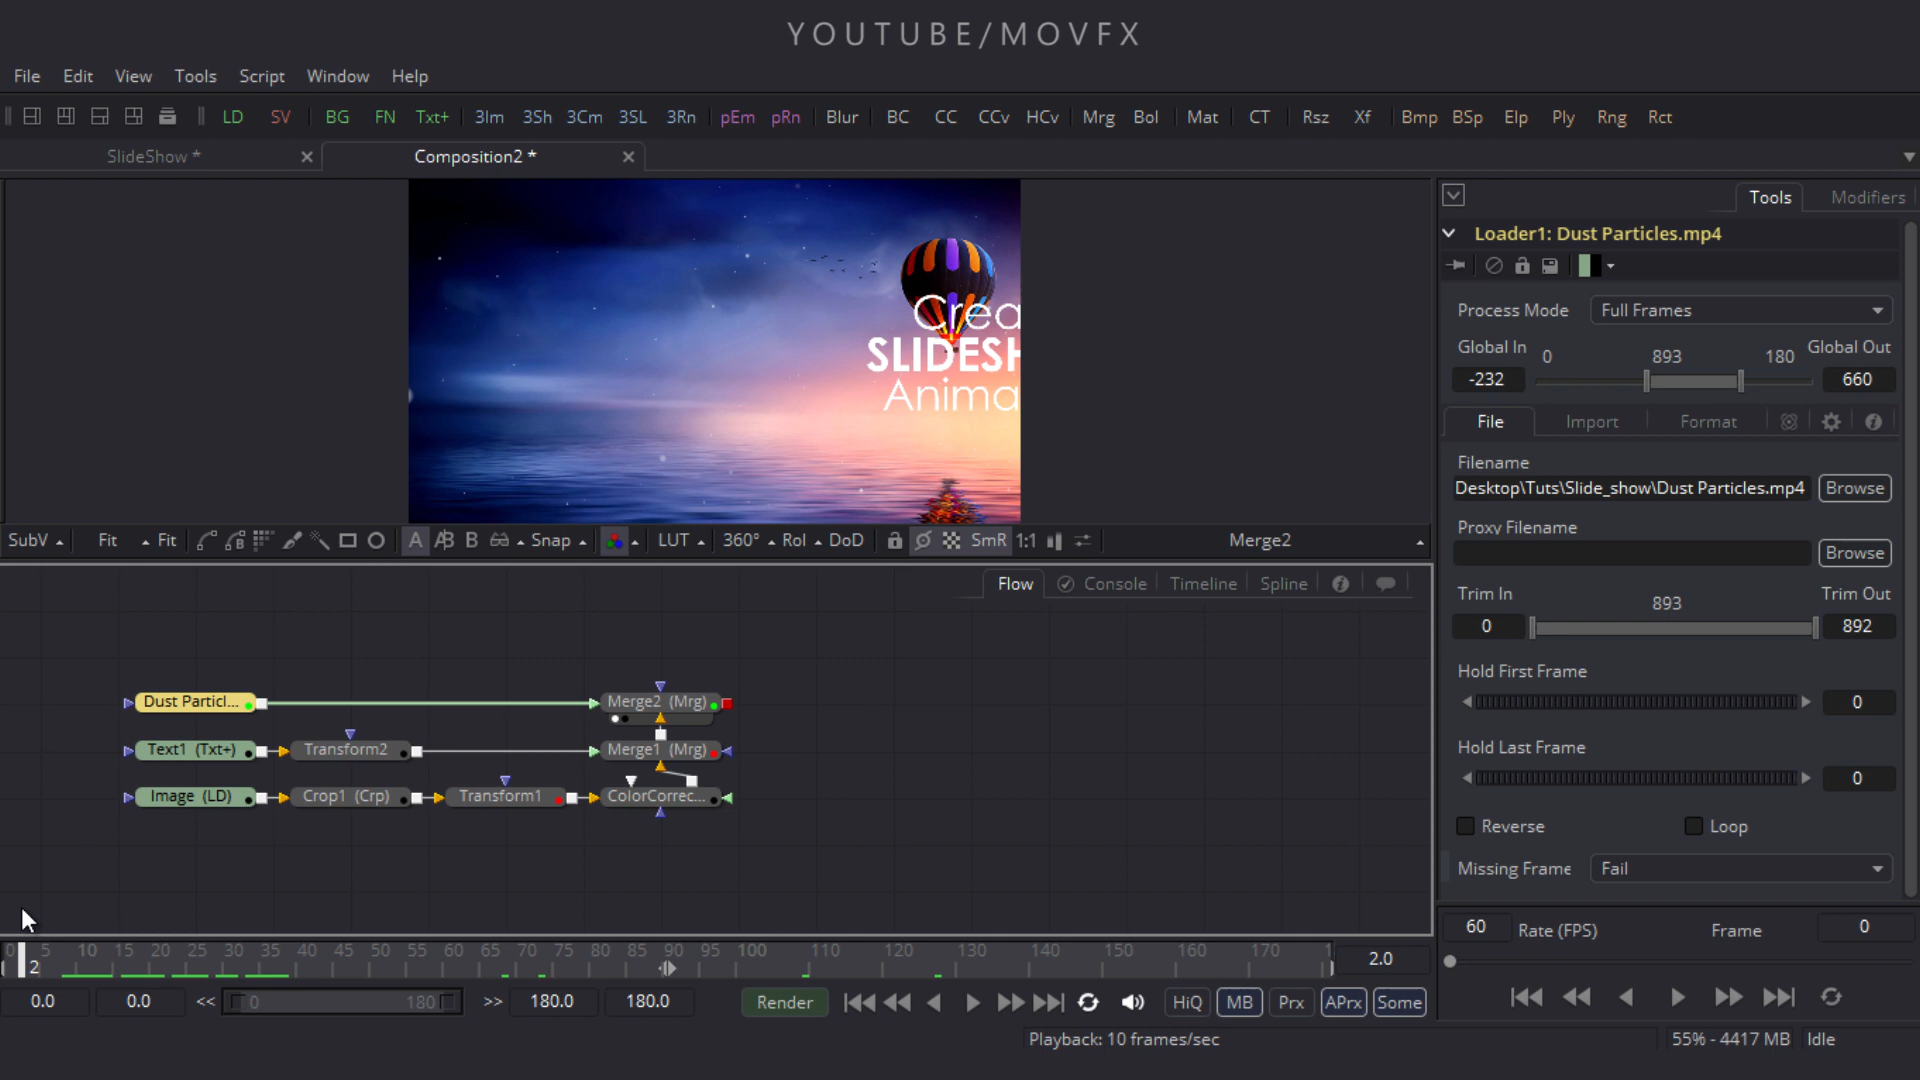 YOUTUBE/MOVFX
File Edit View Tools Script Window Help
LD SV BG FN Txt+ 3Im 3Sh 3Cm 3SL 3Rn pEm pRn Blur BC CC CCv HCv Mrg Bol Mat CT Rsz Xf Bmp BSp Elp Ply Rng Rct
SlideShow * Composition2 *
Tools Modifiers
Loader1: Dust Particles.mp4
Process Mode Full Frames
Global In 0 893 180 Global Out
-232 660
File Import Format
Filename
Desktop\Tuts\Slide_show\Dust Particles.mp4 Browse
Proxy Filename
Browse
Trim In 893 Trim Out
0 892
Hold First Frame
0
Hold Last Frame
0
Reverse Loop
Missing Frame Fail
60 Rate (FPS) Frame 0
Crea
SLIDESH
Anima
SubV Fit Fit A B Snap LUT 360° Rol DoD SmR 1:1 Merge2
Flow Console Timeline Spline
Dust Particl... Merge2 (Mrg)
Text1 (Txt+) Transform2 Merge1 (Mrg)
Image (LD) Crop1 (Crp) Transform1 ColorCorrec...
0 5 10 15 20 25 30 35 40 45 50 55 60 65 70 75 80 85 90 95 100 110 120 130 140 150 160 170 1
2 2.0
0.0 0.0 << 0 180 >> 180.0 180.0 Render HiQ MB Prx APrx Some
Playback: 10 frames/sec 55% - 4417 MB Idle